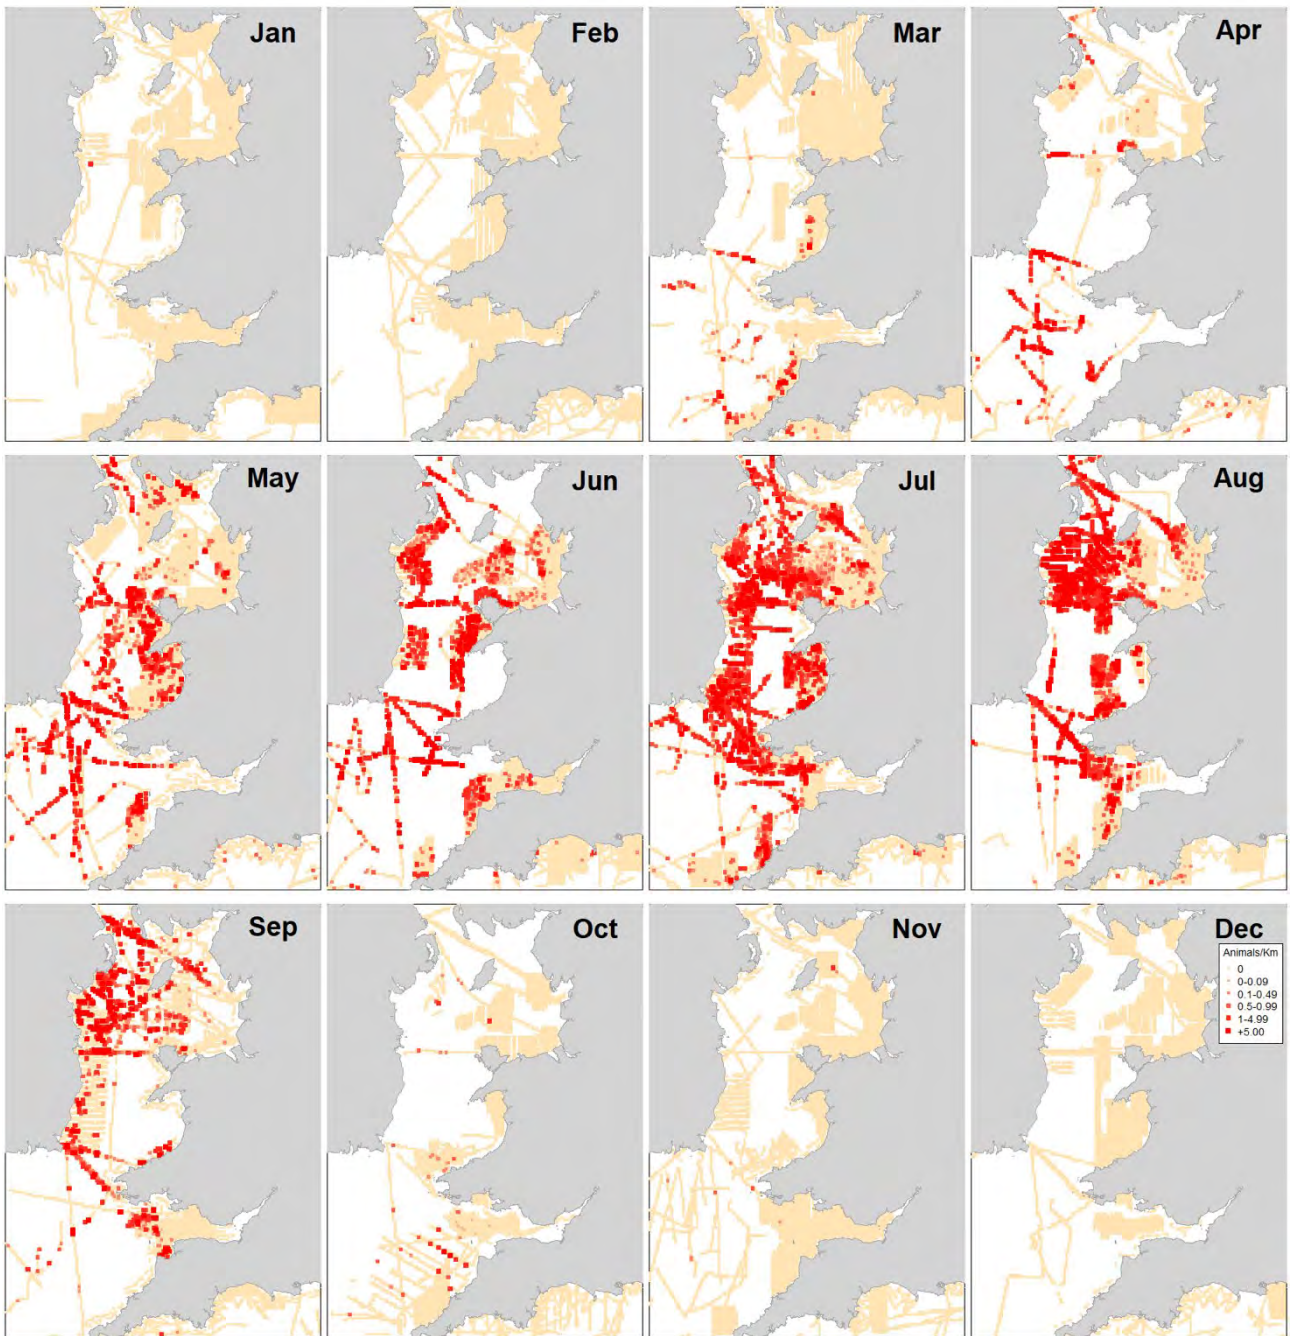 Jan
Feb
Mar
Apr
May
Jun
Jul
Aug
Sep
Oct
Nov
Dec
Animals/Km
0
0-0.09
0.1-0.49
0.5-0.99
1-4.99
+5.00